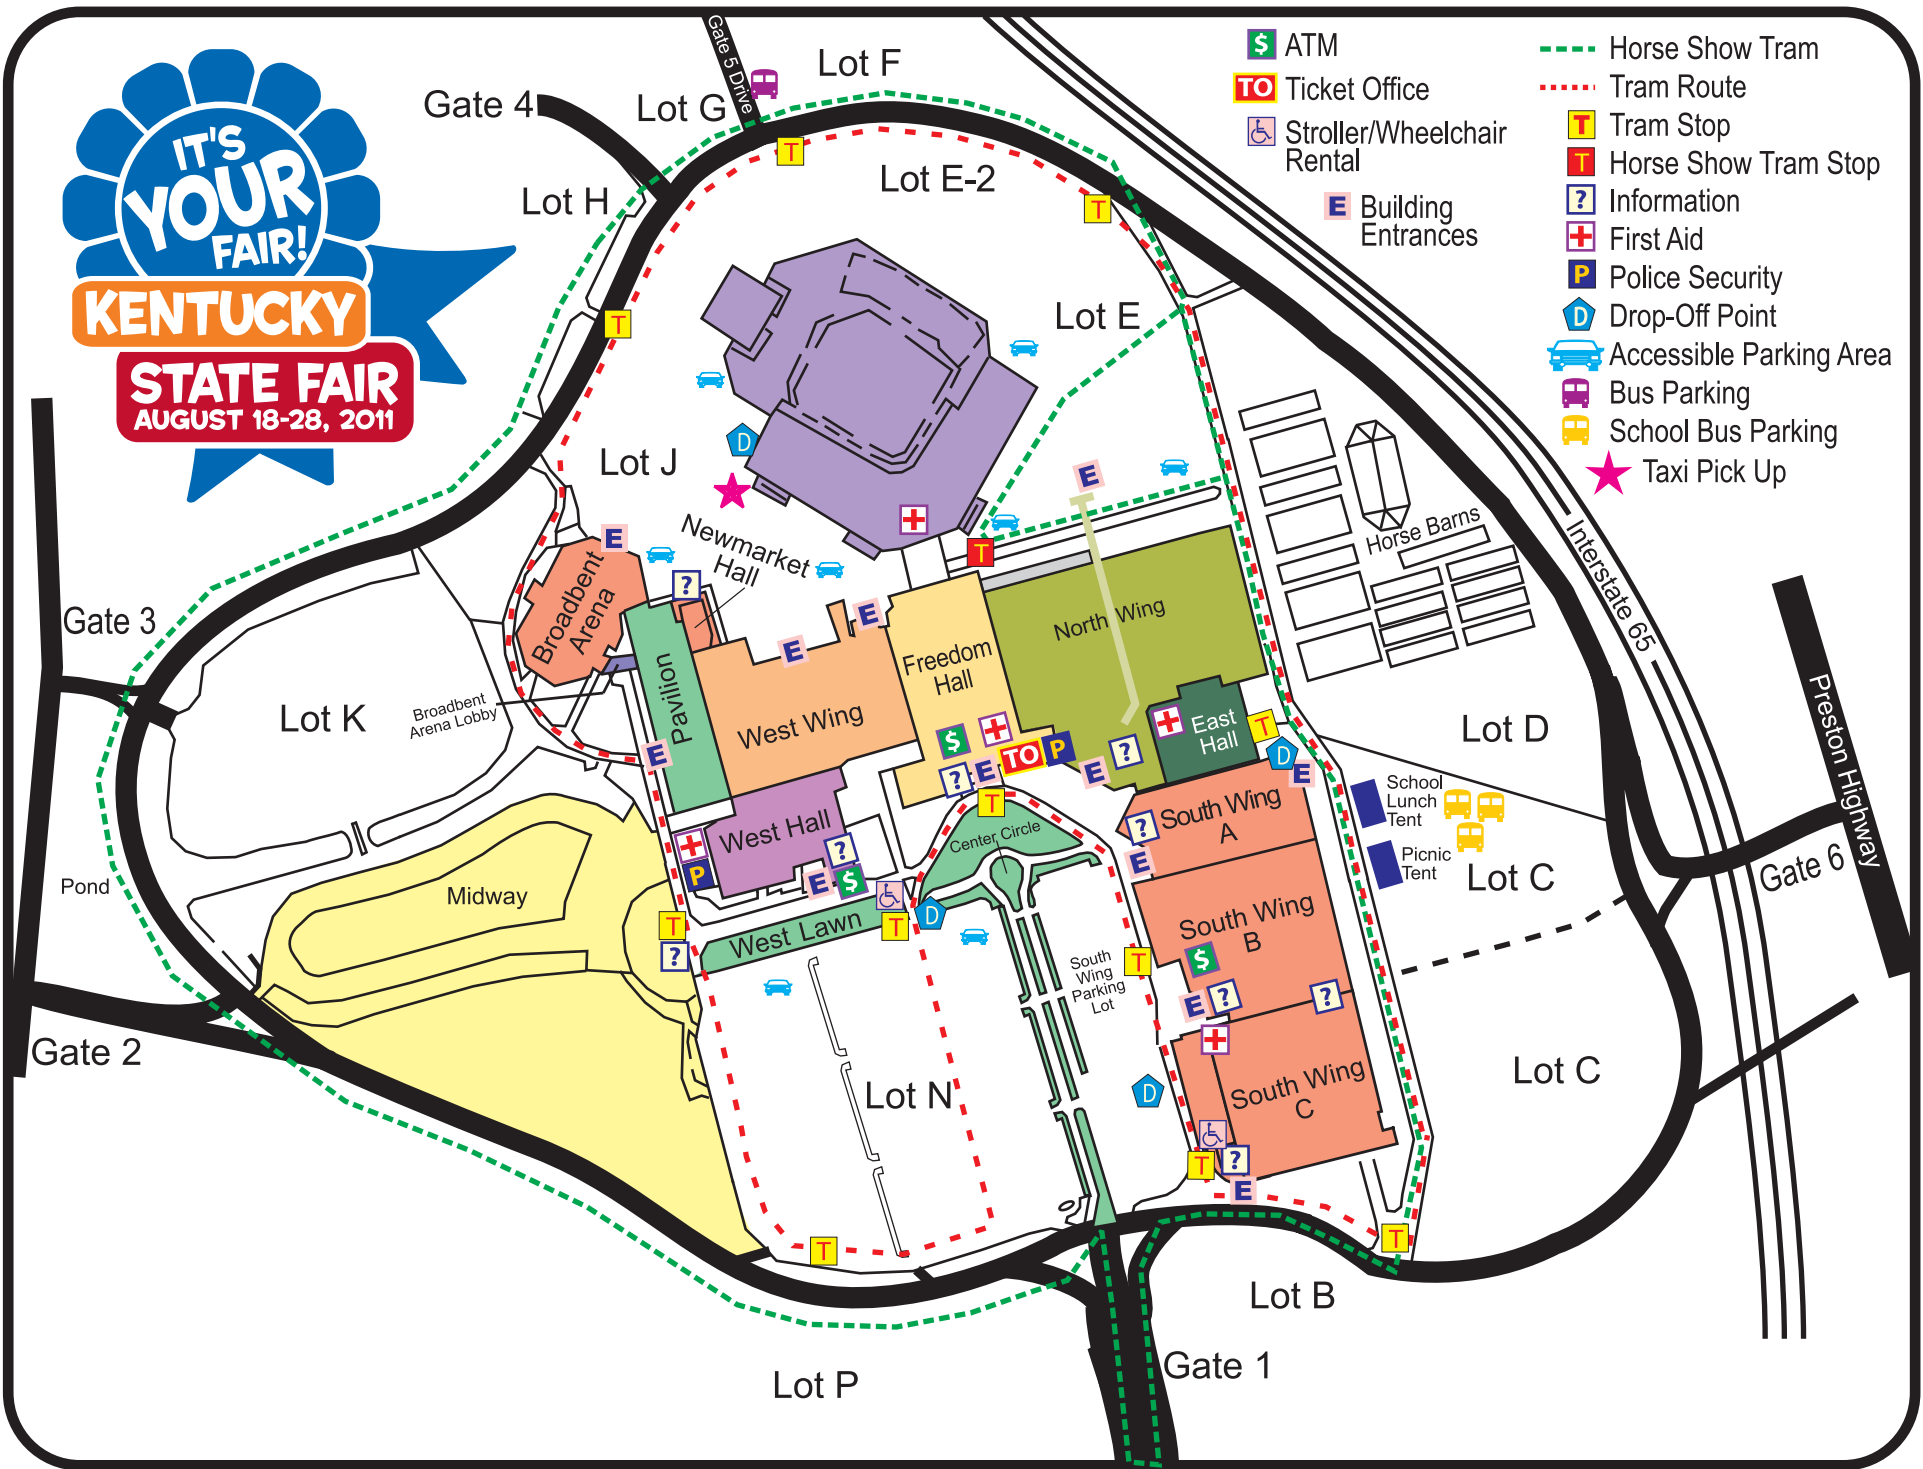 IT'S
YOUR
FAIR!
KENTUCKY
STATE FAIR
AUGUST 18-28, 2011
$ ATM
TO Ticket Office
Stroller/Wheelchair
Rental
E Building
Entrances
Horse Show Tram
Tram Route
T Tram Stop
T Horse Show Tram Stop
? Information
First Aid
P Police Security
D Drop-Off Point
Accessible Parking Area
Bus Parking
School Bus Parking
Taxi Pick Up
Gate 5 Drive
Lot F
Gate 4
Lot G
T
Lot E-2
Lot H
T
T
Lot E
Lot J
D
E
E
Newmarket
Hall
T
?
Horse Barns
Interstate 65
Preston Highway
Gate 3
Broadbent
Arena
E
E
Pavilion
West Wing
Freedom
Hall
North Wing
Lot K
Broadbent
Arena Lobby
E
$
?
E
TO
P
E
?
East
Hall
T
D
E
Lot D
School
Lunch
Tent
Picnic
Tent
Lot C
Gate 6
West Hall
P
?
E
$
T
Center Circle
South Wing
A
?
E
Pond
Midway
T
?
West Lawn
T
D
South
Wing
Parking
Lot
T
South Wing
B
$
E
?
?
Gate 2
Lot N
D
South Wing
C
Lot C
T
?
E
T
T
Lot B
Lot P
Gate 1